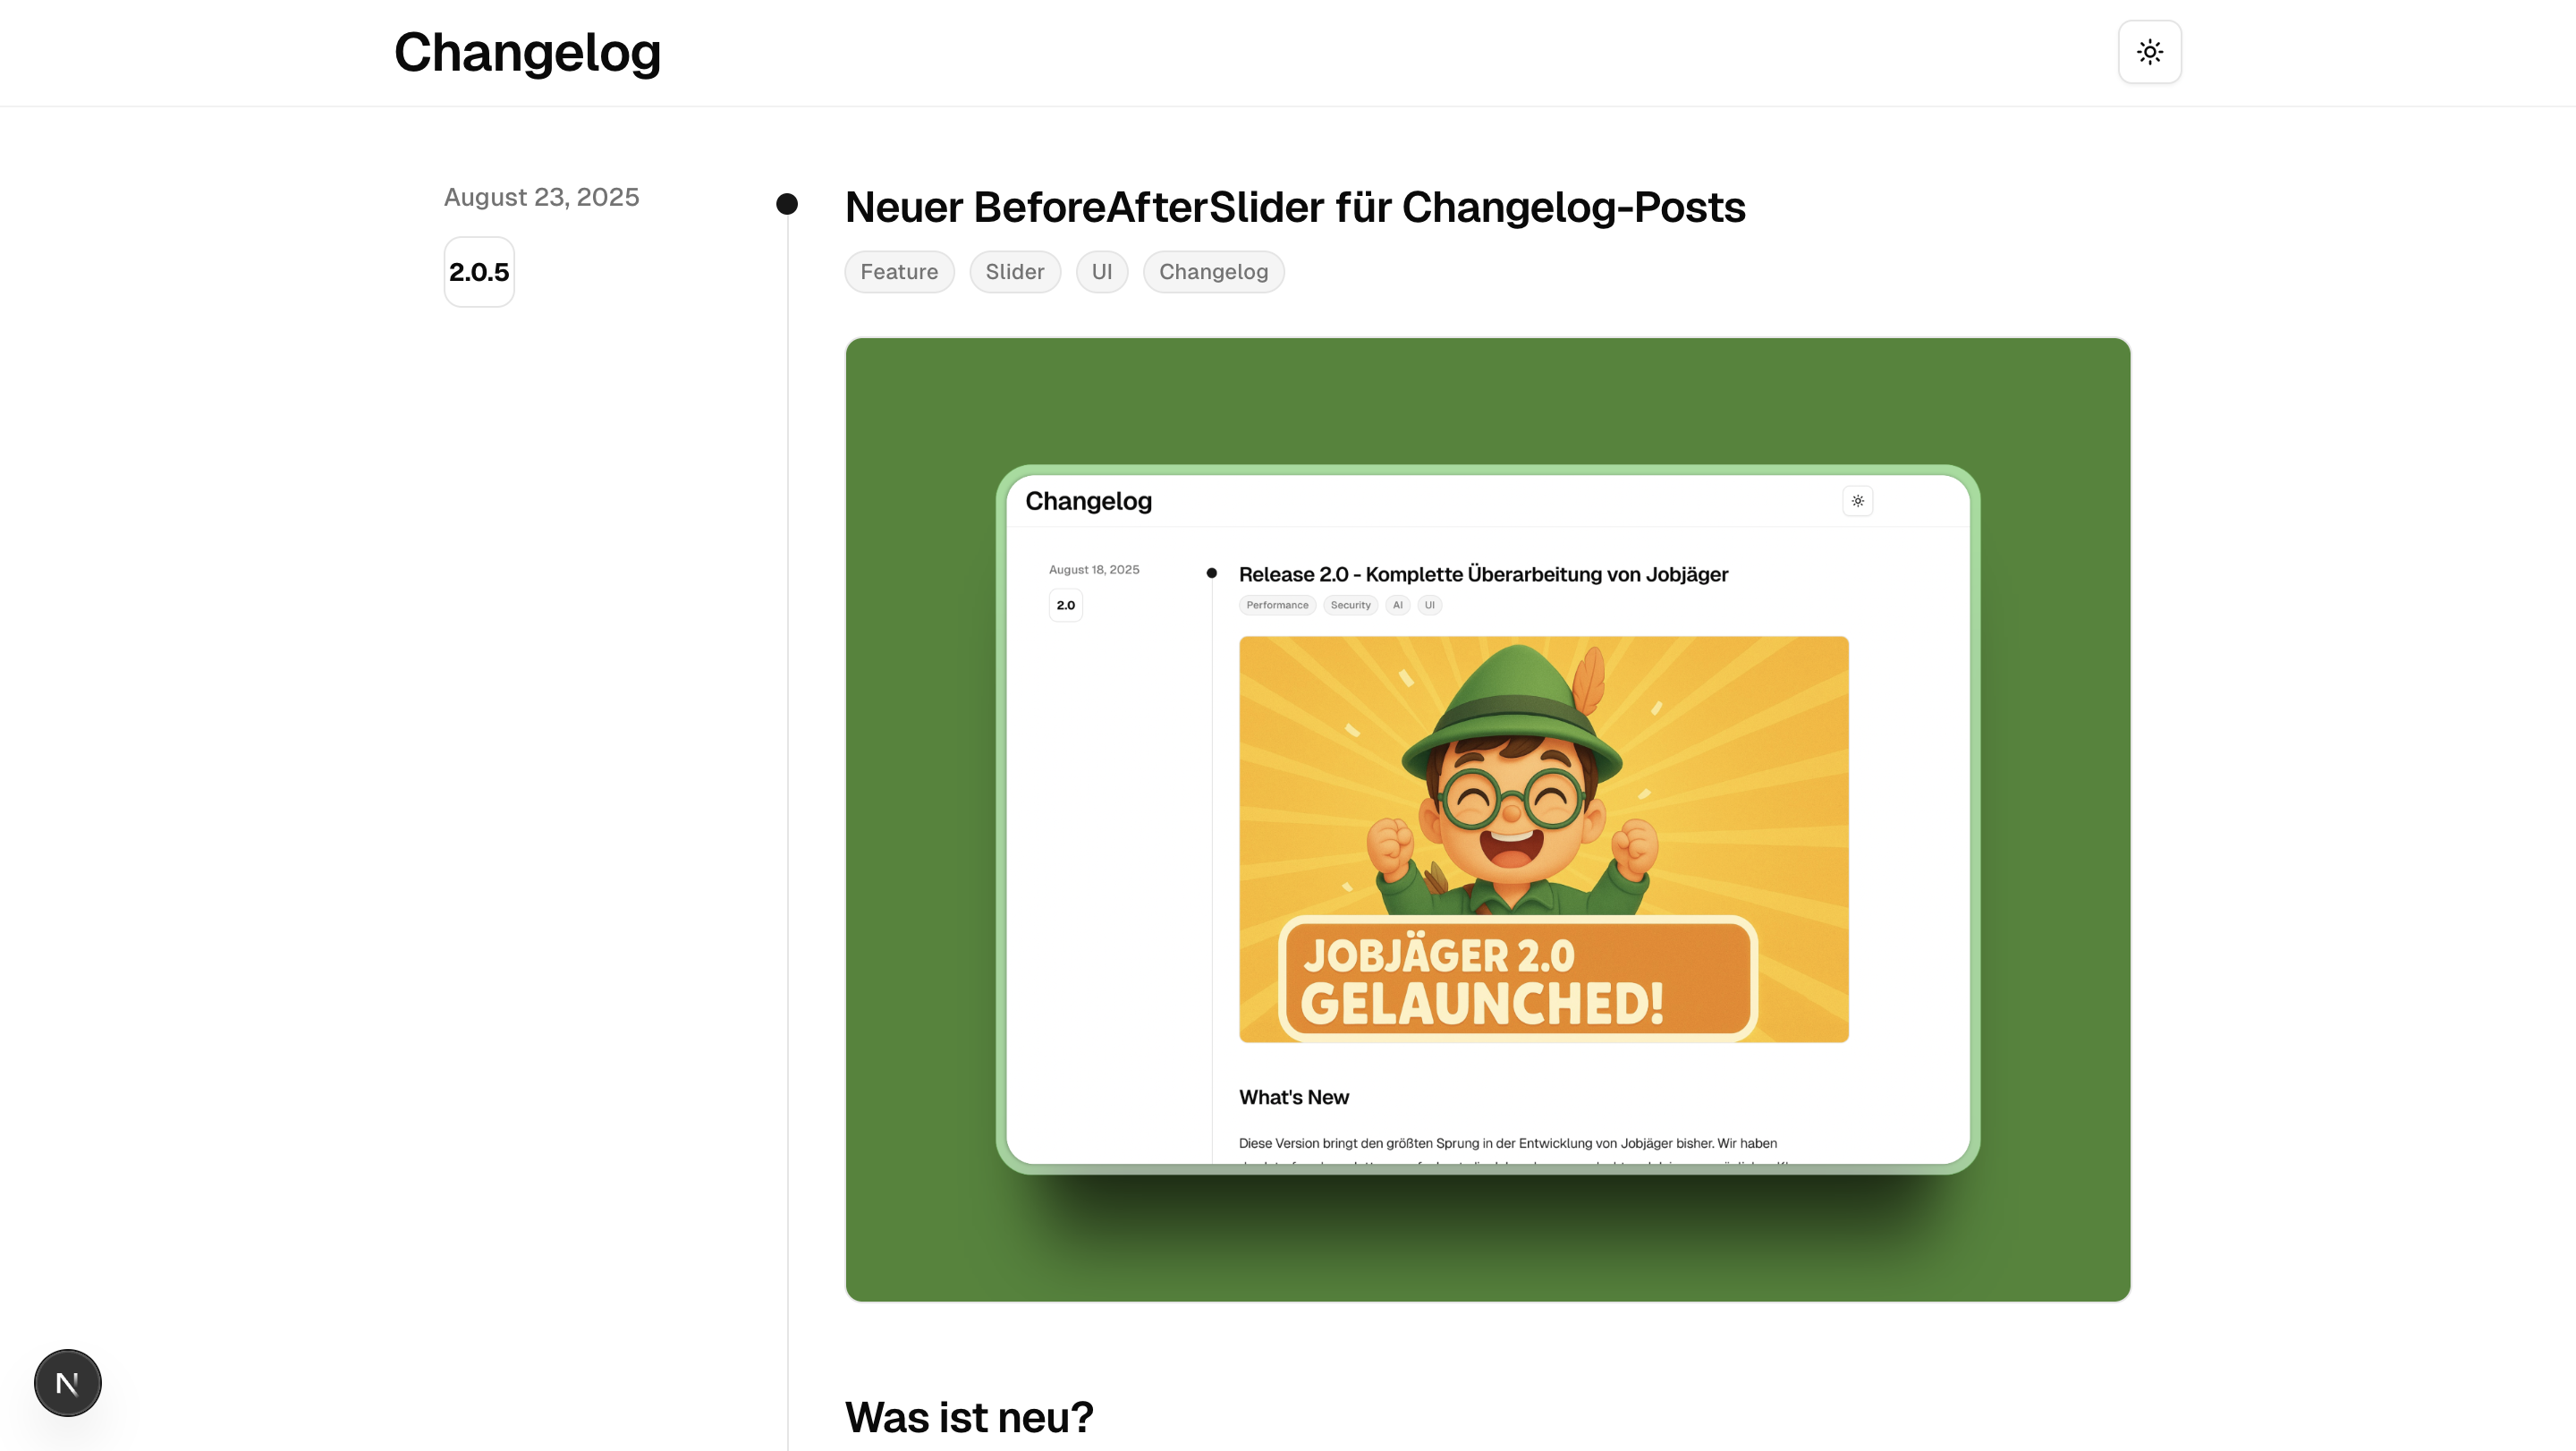 Changelog
August 23, 2025
2.0.5
Neuer BeforeAfterSlider für Changelog-Posts
Feature Slider UI Changelog
Changelog
August 18, 2025
2.0
Release 2.0 - Komplette Überarbeitung von Jobjäger
Performance Security AI UI
JOBJÄGER 2.0
GELAUNCHED!
What's New
Diese Version bringt den größten Sprung in der Entwicklung von Jobjäger bisher. Wir haben
N
Was ist neu?